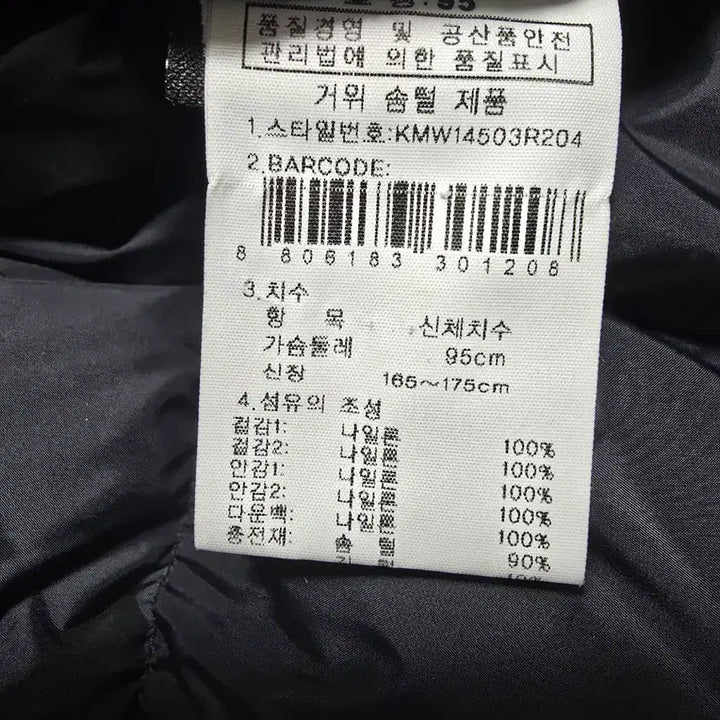 :95
품질경영 및 공산품안전
관리법에 의한 품질표시
거위 솜털 제품
1.스타일번호:KMW14503R204
2.BARCODE:
8 806183 301208
3.치수
항 목 신체치수
가슴둘레 95cm
신장 165~175cm
4.섬유의 조성
겉감1: 나일론 100%
겉감2: 나일론 100%
안감1: 나일론 100%
안감2: 나일론 100%
다운백: 나일론 100%
충전재: 솜 털 90%
10%